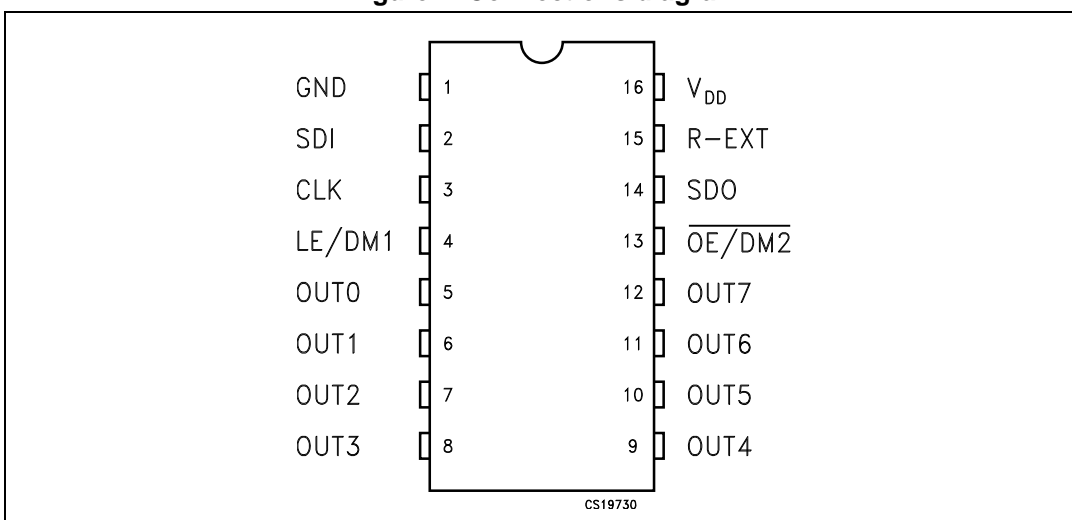 GND 1 16 VDD
SDI 2 15 R-EXT
CLK 3 14 SDO
LE/DM1 4 13 OE/DM2
OUT0 5 12 OUT7
OUT1 6 11 OUT6
OUT2 7 10 OUT5
OUT3 8 9 OUT4
CS19730